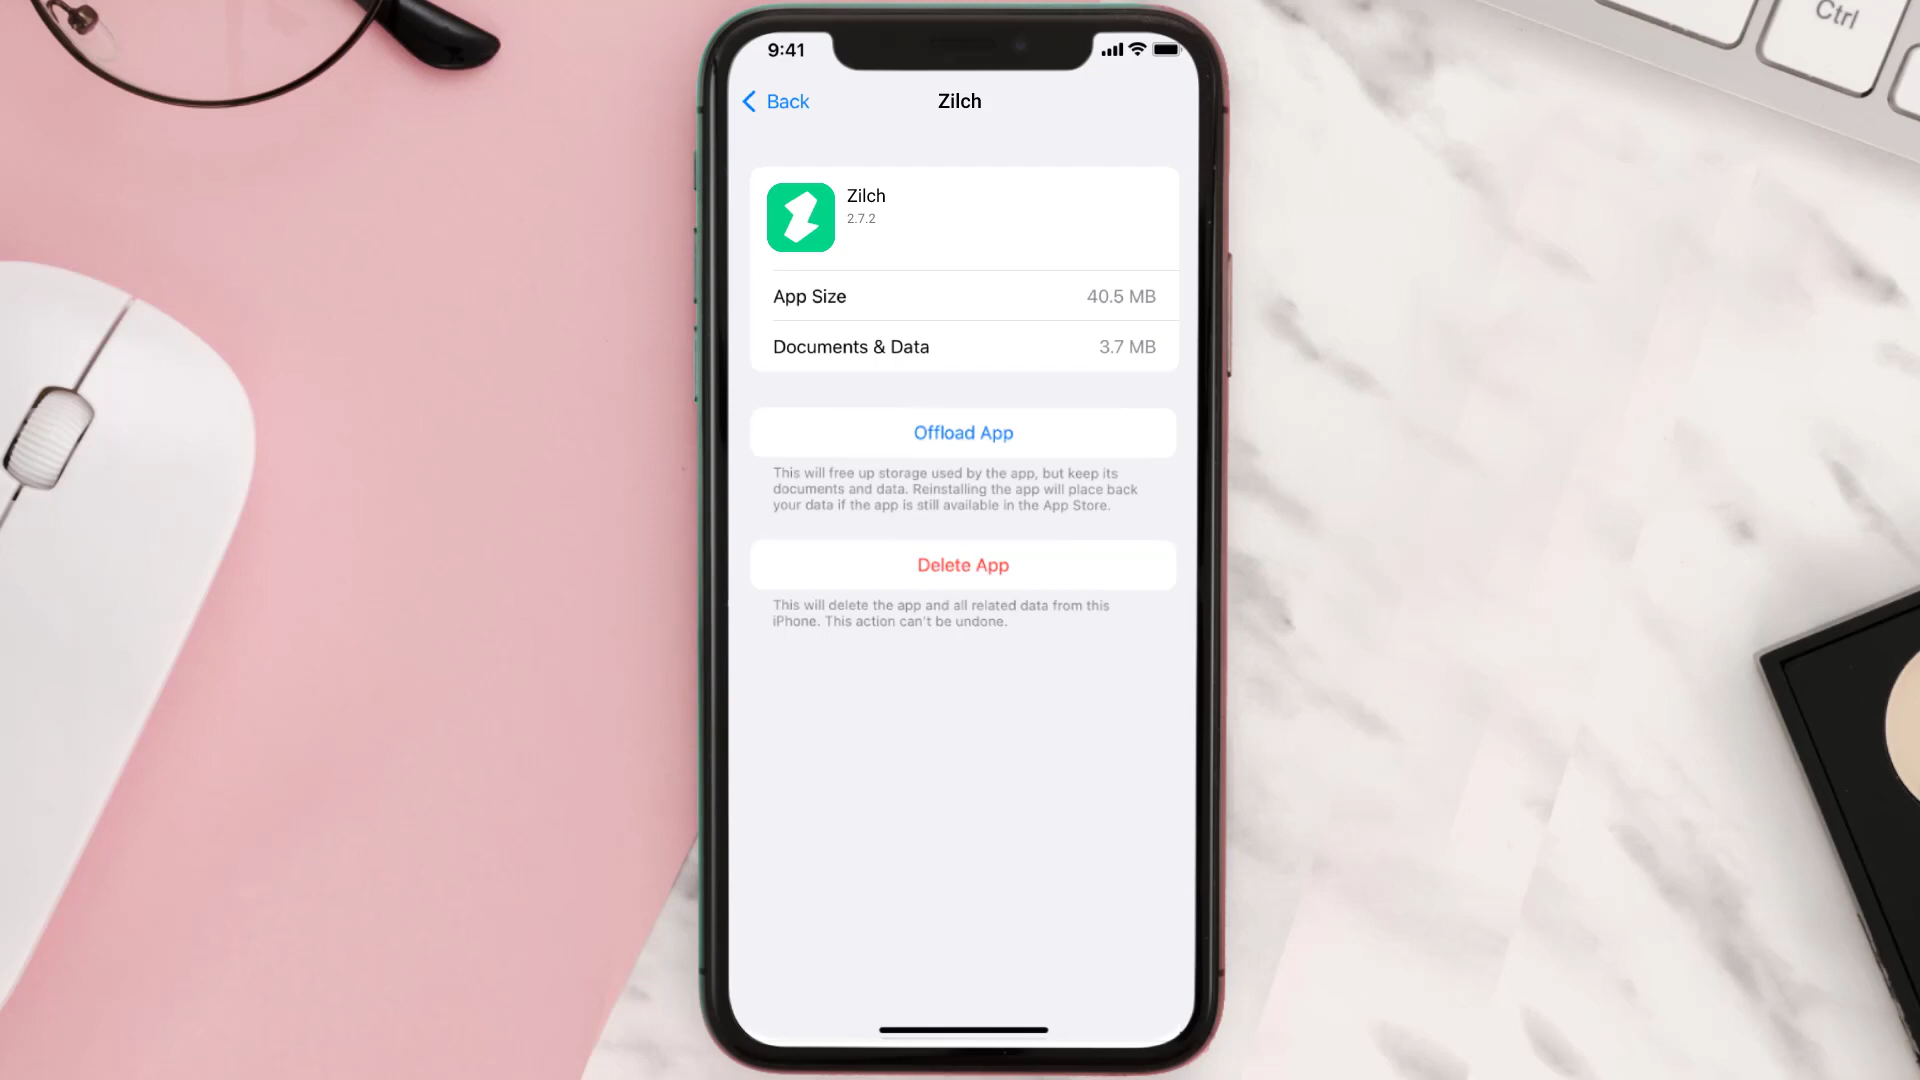 Ctrl
9:41
Back
Zilch
Zilch
2.7.2
App Size
40.5 MB
Documents & Data
3.7 MB
Offload App
This will free up storage used by the app, but keep its
documents and data. Reinstalling the app will place back
your data if the app is still available in the App Store.
Delete App
This will delete the app and all related data from this
iPhone. This action can't be undone.